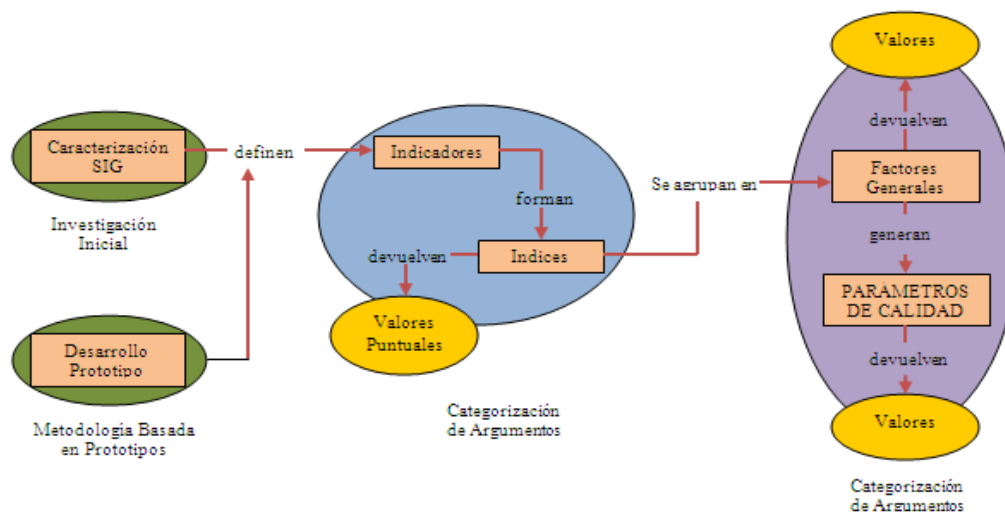 Caracterización
SIG
Investigación
Inicial
definen
Desarrollo
Prototipo
Metodología Basada
en Prototipos
Indicadores
forman
Indices
devuelven
Valores
Puntuales
Categorización
de Argumentos
Se agrupan en
Valores
devuelven
Factores
Generales
generan
PARÁMETROS
DE CALIDAD
devuelven
Valores
Categorización
de Argumentos